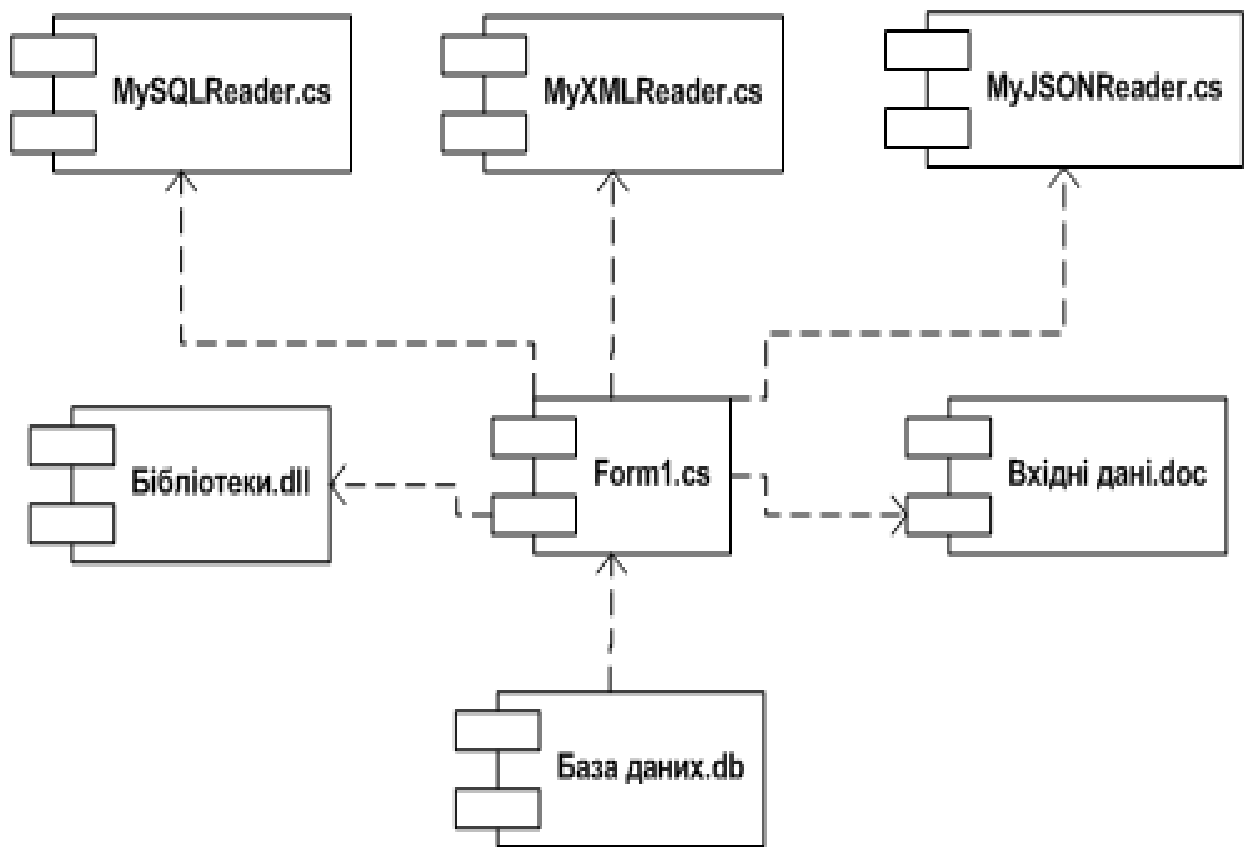 MySQLReader.cs
MyXMLReader.cs
MyJSONReader.cs
Бібліотеки.dll
Form1.cs
Вхідні дані.doc
База даних.db